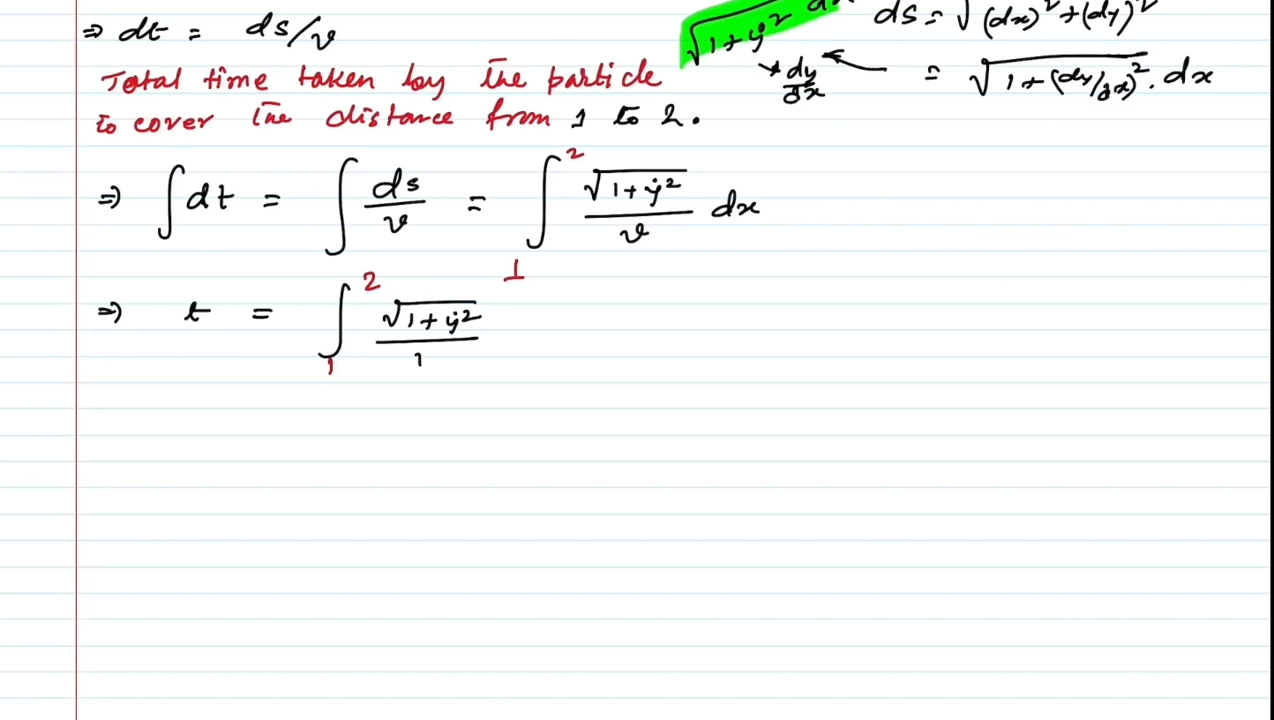 ⇒ dt = ds/v
√1+ẏ² dx
ds = √(dx)²+(dy)²
Total time taken by the particle
dy/dx
= √1+(dy/dx)² . dx
to cover the distance from 1 to 2.
⇒ ∫dt = ∫ ds/v = ∫₁² √1+ẏ²/v dx
⇒ t = ∫₁² √1+ẏ²/1